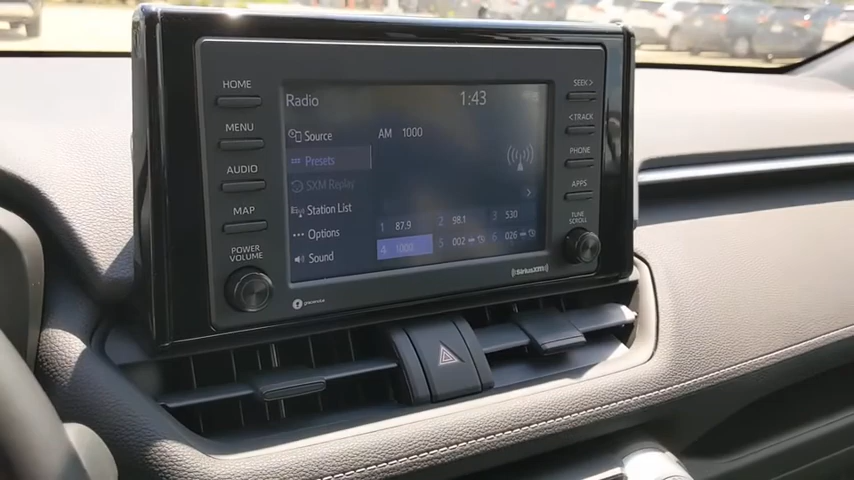 HOME
MENU
AUDIO
MAP
POWER
VOLUME
Radio
1:43
Source
AM 1000
Presets
SXM Replay
Station List
Options
Sound
1 87.9
2 98.1
3 530
4 1000
5 002
6 026
SEEK>
<TRACK
PHONE
APPS
TUNE
SCROLL
((SiriusXM))
gracenote